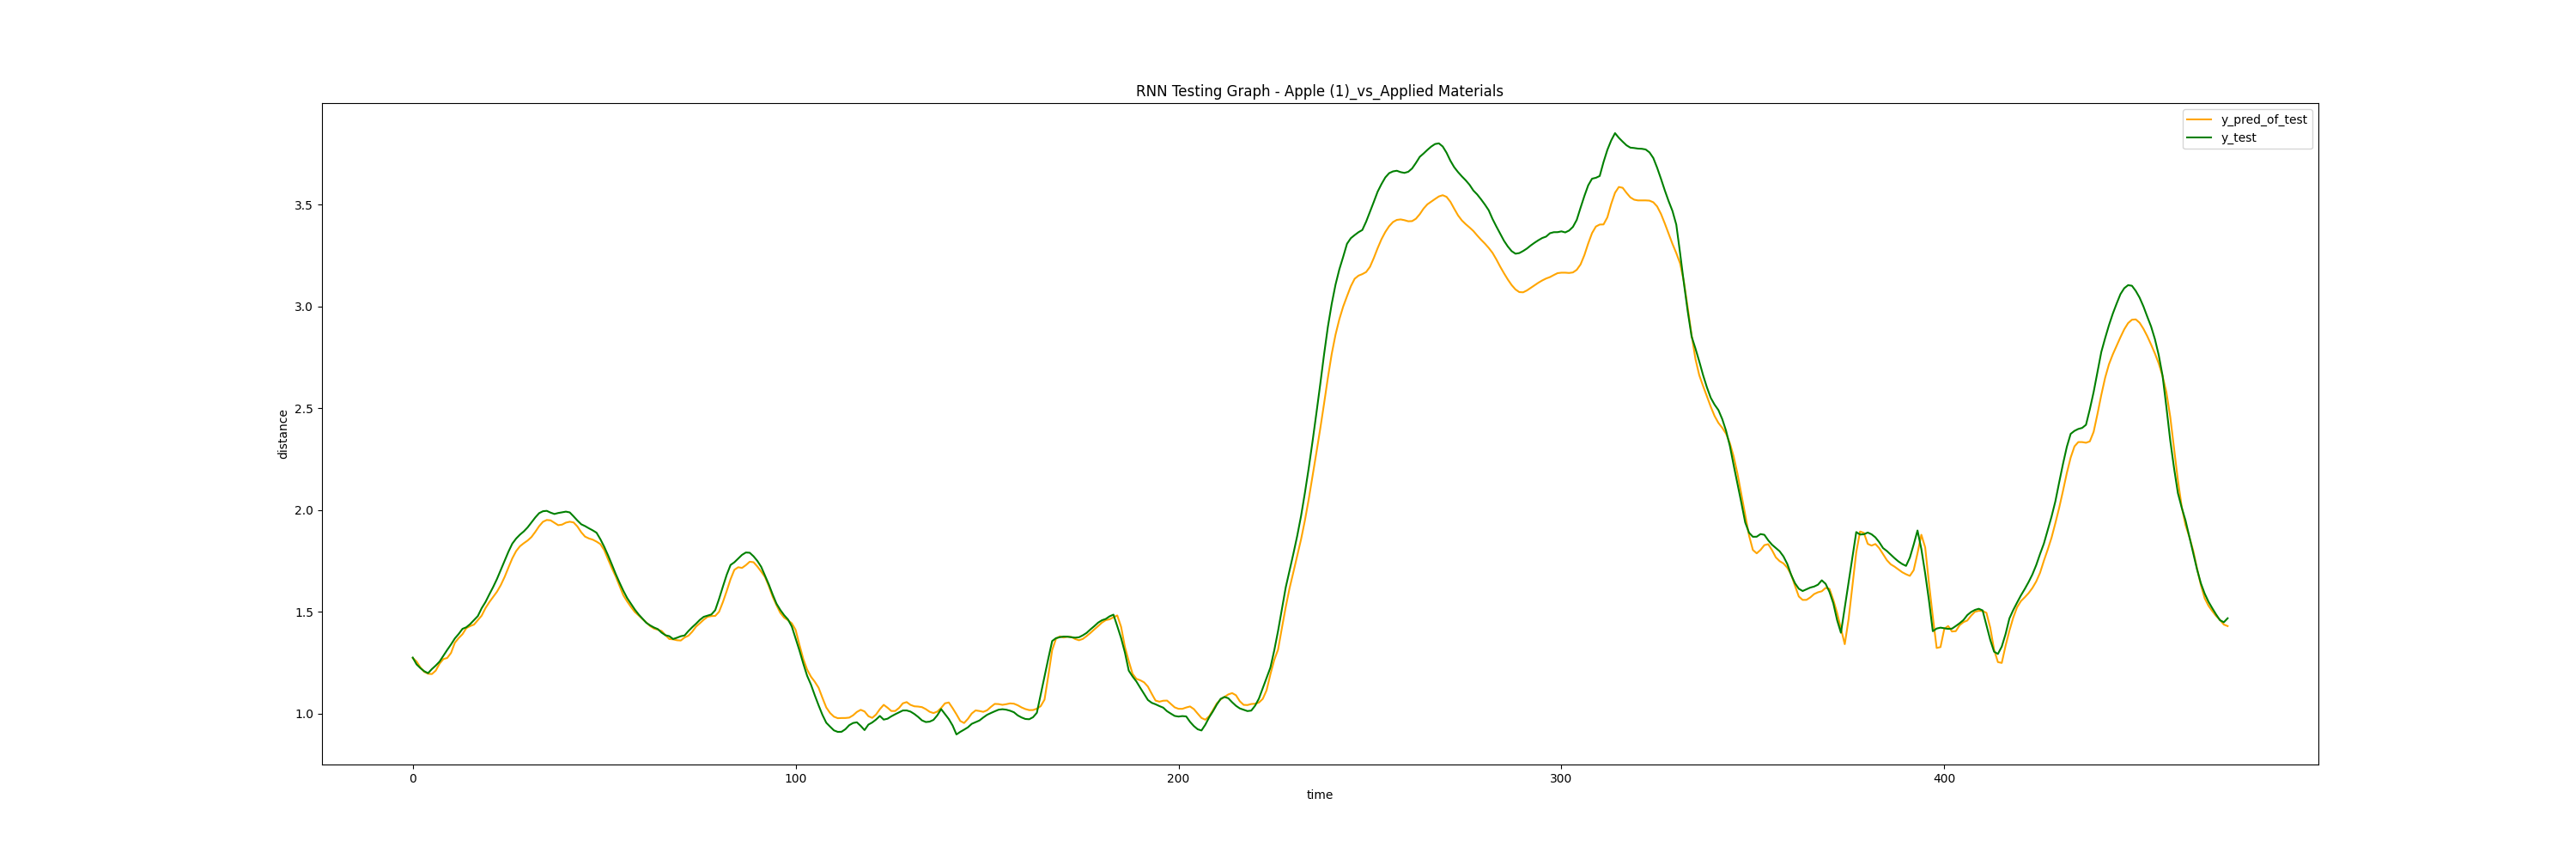 RNN Testing Graph - Apple (1)_vs_Applied Materials
y_pred_of_test
y_test
3.5
3.0
2.5
2.0
1.5
1.0
distance
0 100 200 300 400
time